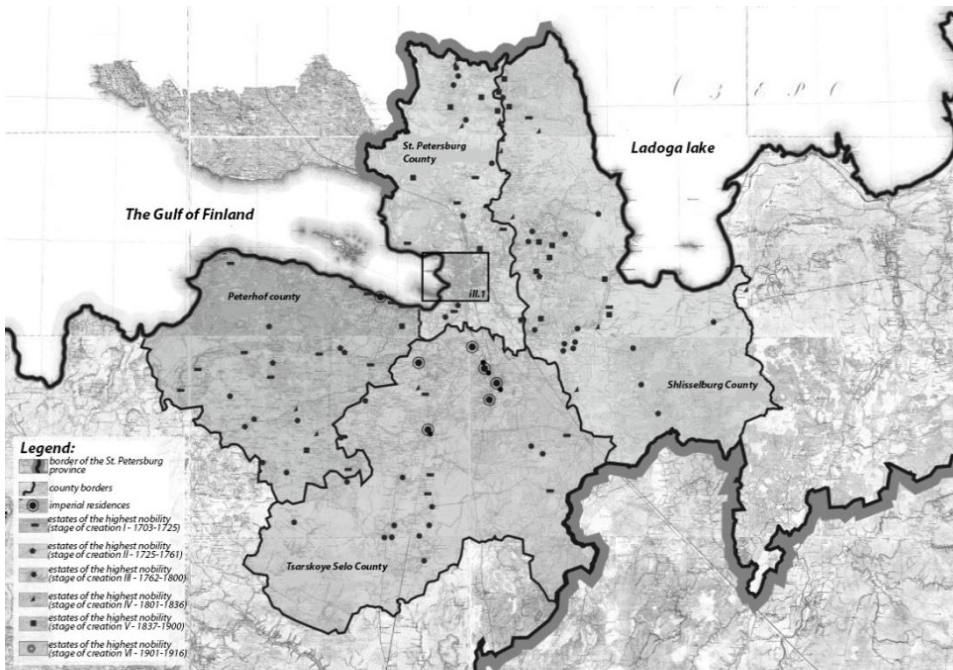 О З Е Р О
St. Petersburg
County
Ladoga lake
The Gulf of Finland
ill.1
Peterhof county
Shlisselburg County
Tsarskoye Selo County
Legend:
border of the St. Petersburg
province
county borders
imperial residences
estates of the highest nobility
(stage of creation I - 1703-1725)
estates of the highest nobility
(stage of creation II - 1725-1761)
estates of the highest nobility
(stage of creation III - 1762-1800)
estates of the highest nobility
(stage of creation IV - 1801-1836)
estates of the highest nobility
(stage of creation V - 1837-1900)
estates of the highest nobility
(stage of creation VI - 1901-1916)